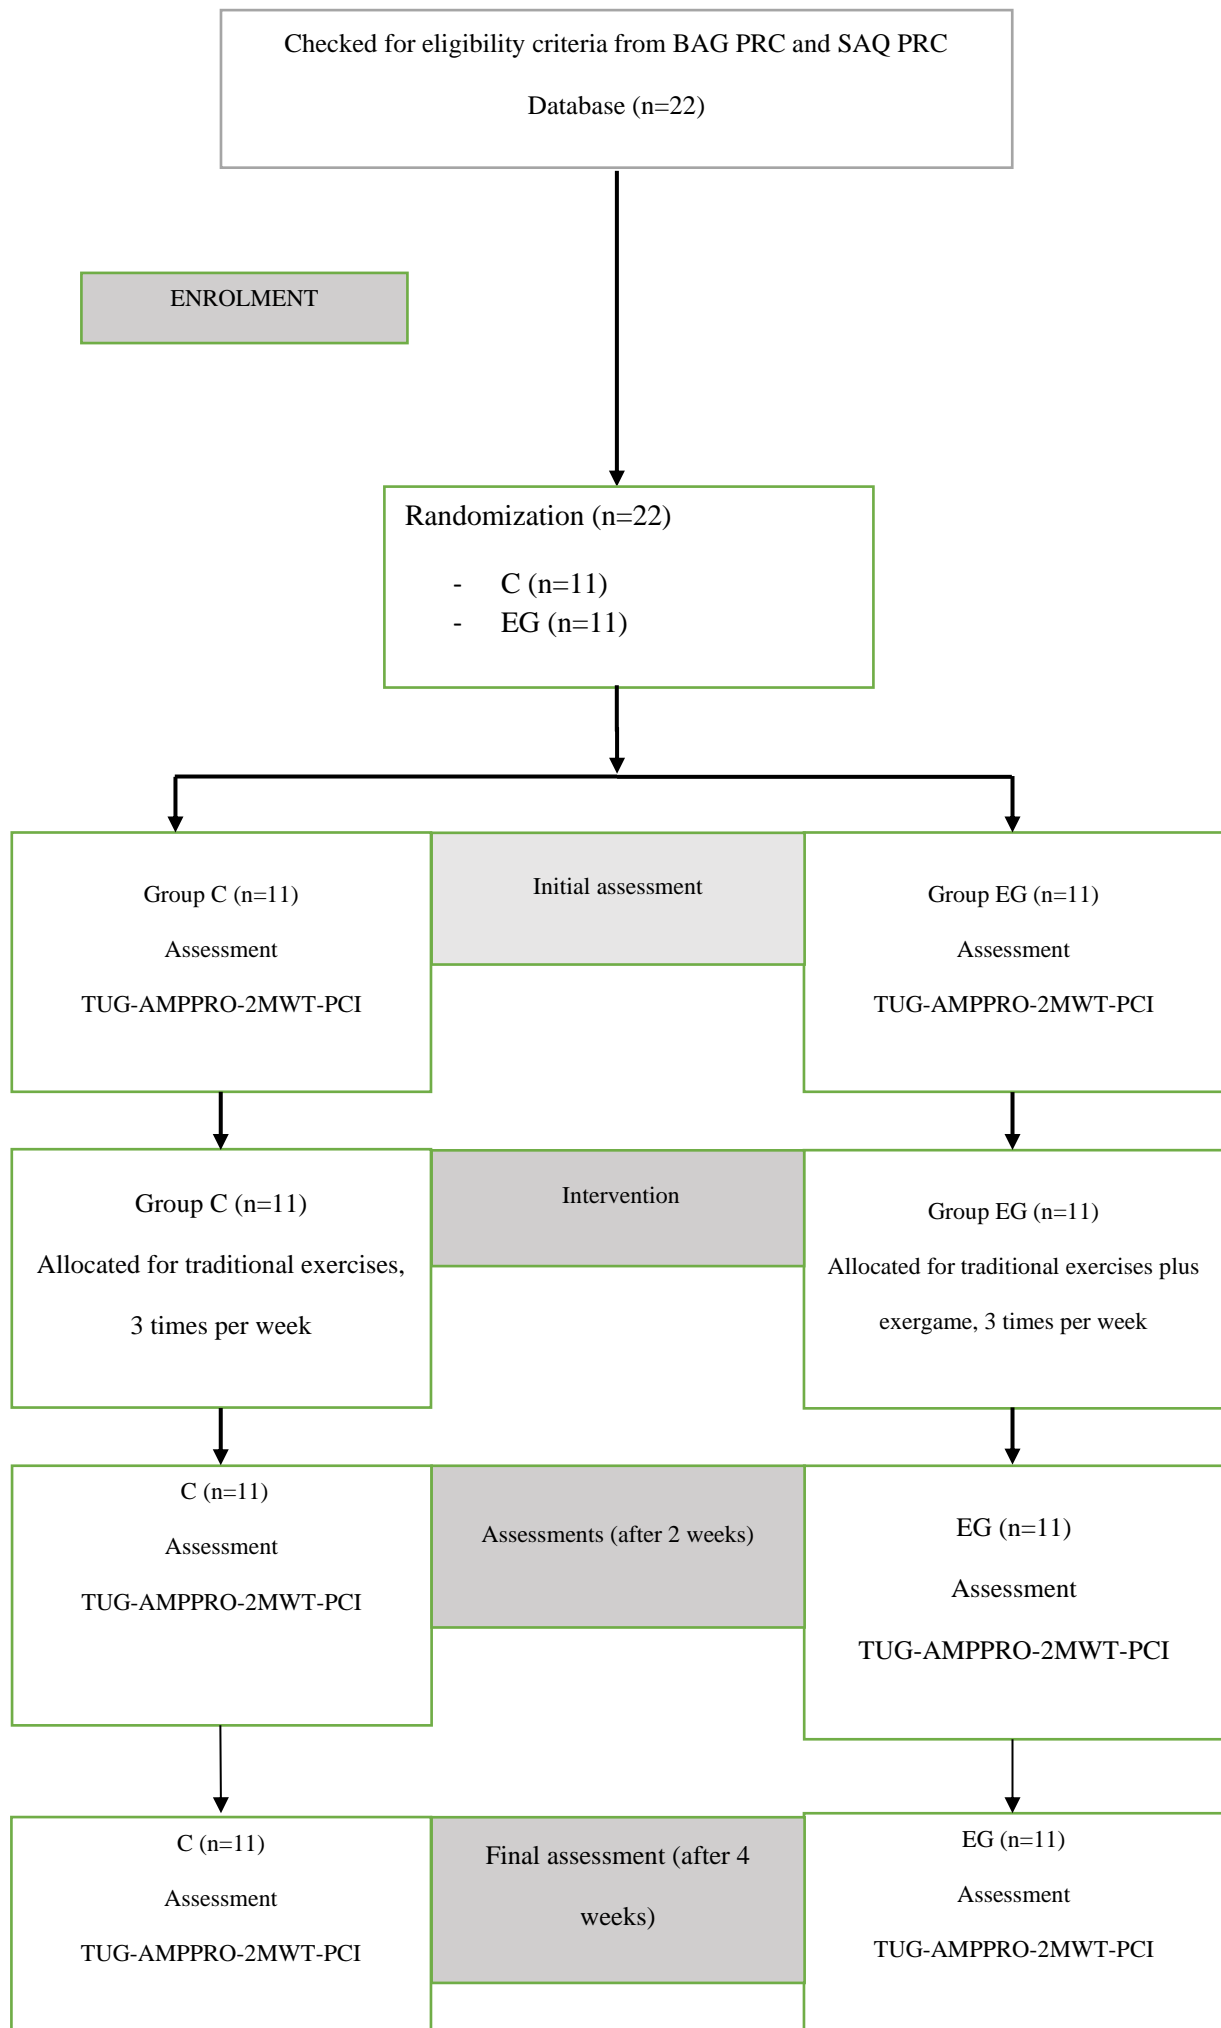 Checked for eligibility criteria from BAG PRC and SAQ PRC
Database (n=22)
ENROLMENT
Randomization (n=22)
- C (n=11)
- EG (n=11)
Group C (n=11)
Assessment
TUG-AMPPRO-2MWT-PCI
Initial assessment
Group EG (n=11)
Assessment
TUG-AMPPRO-2MWT-PCI
Group C (n=11)
Allocated for traditional exercises,
3 times per week
Intervention
Group EG (n=11)
Allocated for traditional exercises plus
exergame, 3 times per week
C (n=11)
Assessment
TUG-AMPPRO-2MWT-PCI
Assessments (after 2 weeks)
EG (n=11)
Assessment
TUG-AMPPRO-2MWT-PCI
C (n=11)
Assessment
TUG-AMPPRO-2MWT-PCI
Final assessment (after 4
weeks)
EG (n=11)
Assessment
TUG-AMPPRO-2MWT-PCI